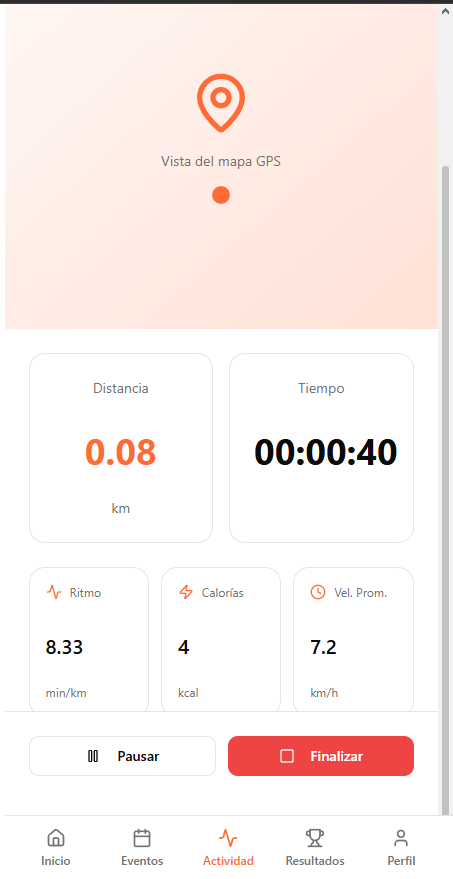 Vista del mapa GPS
Distancia
0.08
km
Tiempo
00:00:40
Ritmo
8.33
min/km
Calorías
4
kcal
Vel. Prom.
7.2
km/h
Pausar
Finalizar
Inicio
Eventos
Actividad
Resultados
Perfil